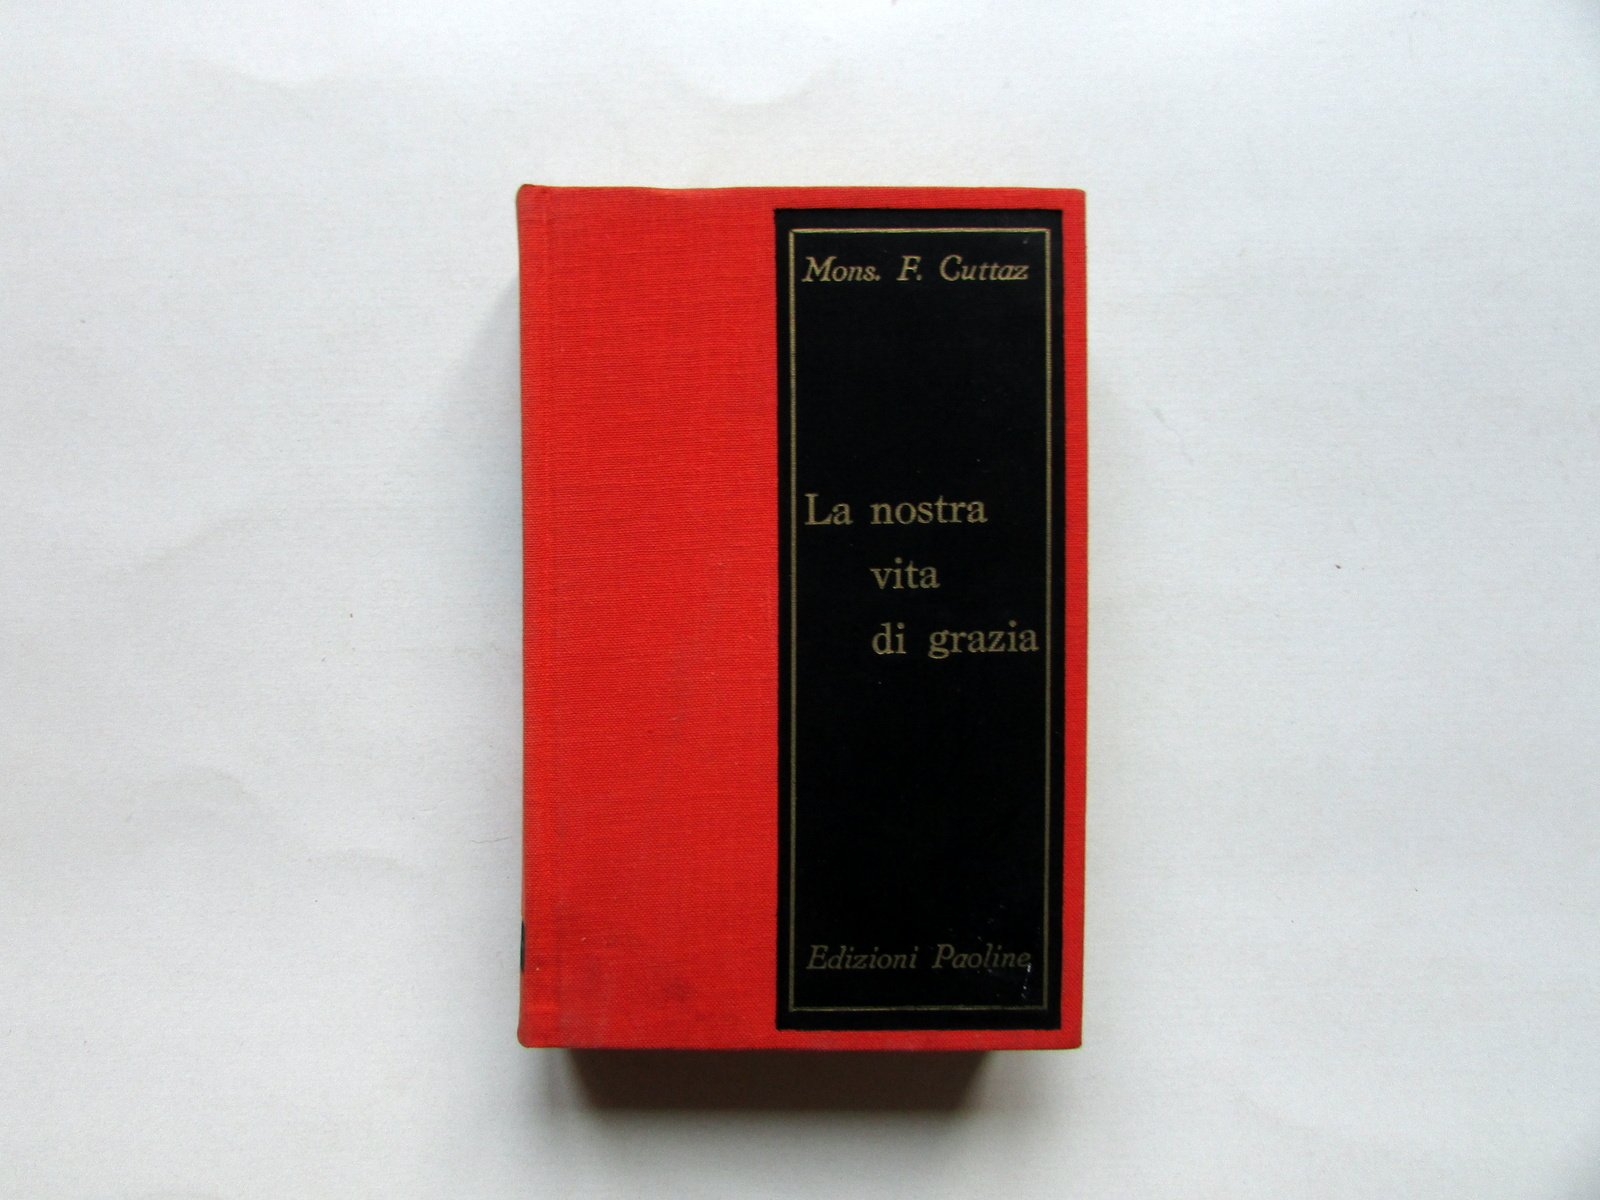 Mons. F. Cuttaz
La nostra
vita
di grazia
Edizioni Paoline